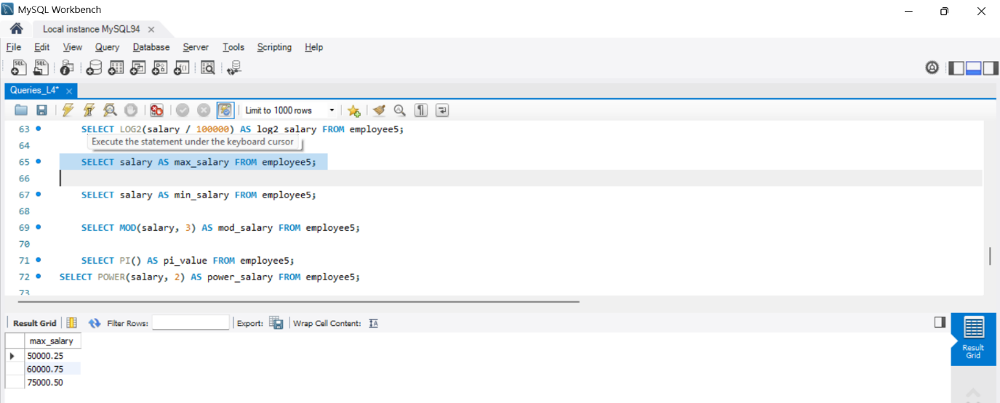 MySQL Workbench
Local instance MySQL94
File Edit View Query Database Server Tools Scripting Help
Queries_L4*
Limit to 1000 rows
63 SELECT LOG2(salary / 100000) AS log2_salary FROM employee5;
Execute the statement under the keyboard cursor
64
65 SELECT salary AS max_salary FROM employee5;
66
67 SELECT salary AS min_salary FROM employee5;
68
69 SELECT MOD(salary, 3) AS mod_salary FROM employee5;
70
71 SELECT PI() AS pi_value FROM employee5;
72 SELECT POWER(salary, 2) AS power_salary FROM employee5;
73
Result Grid Filter Rows: Export: Wrap Cell Content:
max_salary
50000.25
60000.75
75000.50
Result
Grid